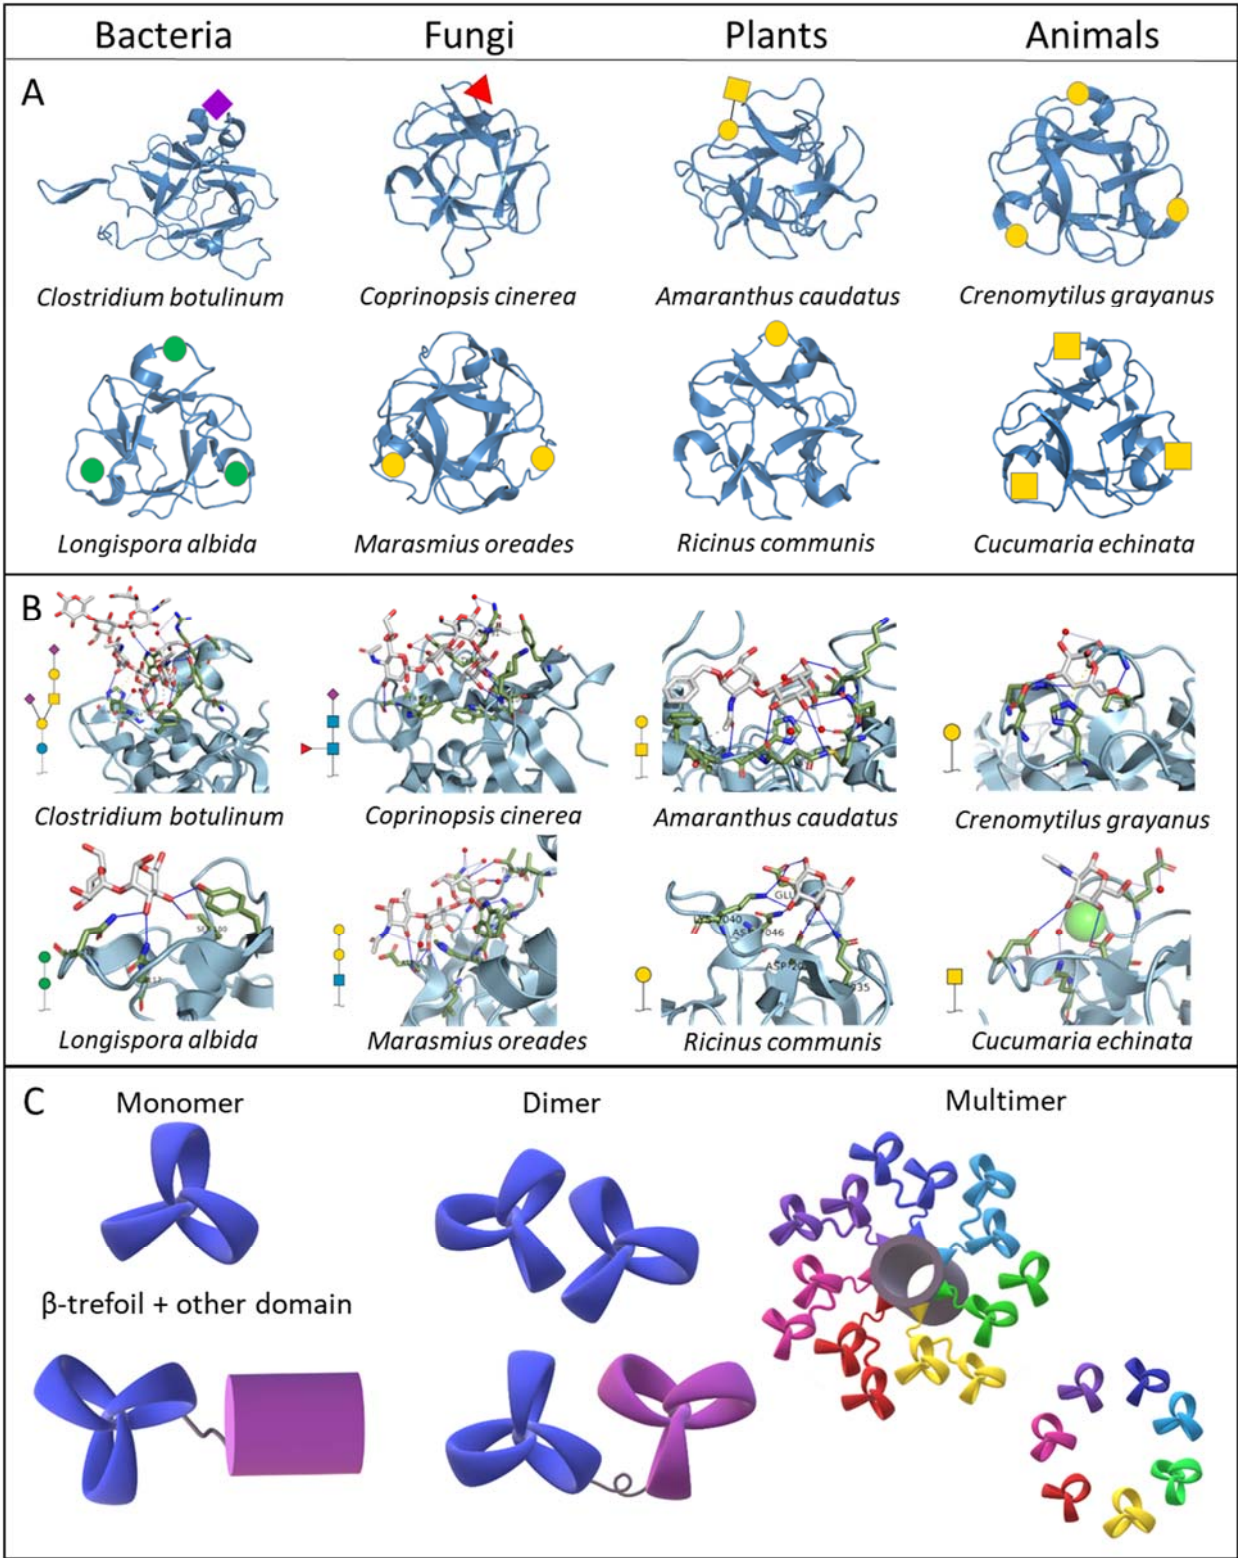 Bacteria Fungi Plants Animals
A
Clostridium botulinum Coprinopsis cinerea Amaranthus caudatus Crenomytilus grayanus
Longispora albida Marasmius oreades Ricinus communis Cucumaria echinata
B
Clostridium botulinum Coprinopsis cinerea Amaranthus caudatus Crenomytilus grayanus
GLU
Longispora albida Marasmius oreades Ricinus communis Cucumaria echinata
C
Monomer Dimer Multimer
β-trefoil + other domain